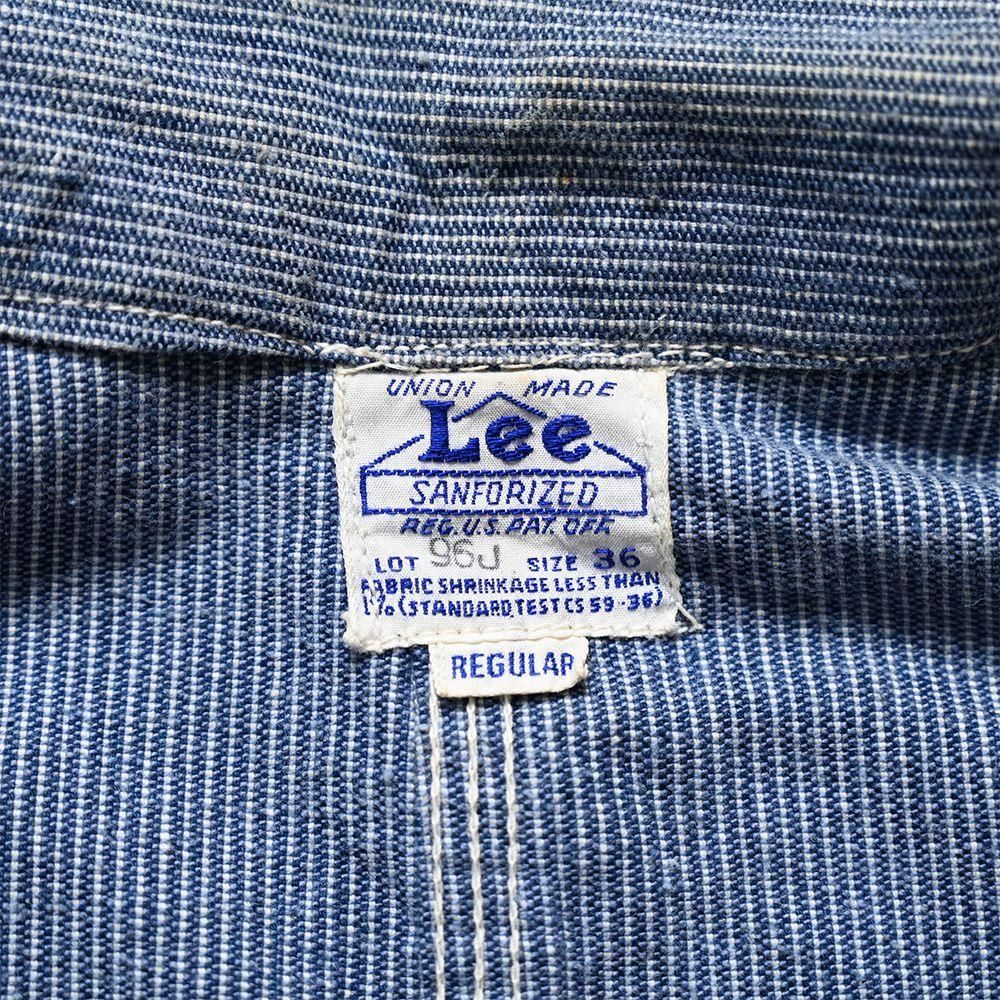 UNION MADE
Lee
SANFORIZED
REG. U.S. PAT. OFF.
LOT 96J SIZE 36
FABRIC SHRINKAGE LESS THAN
1% (STANDARD TEST CS 59-36)
REGULAR